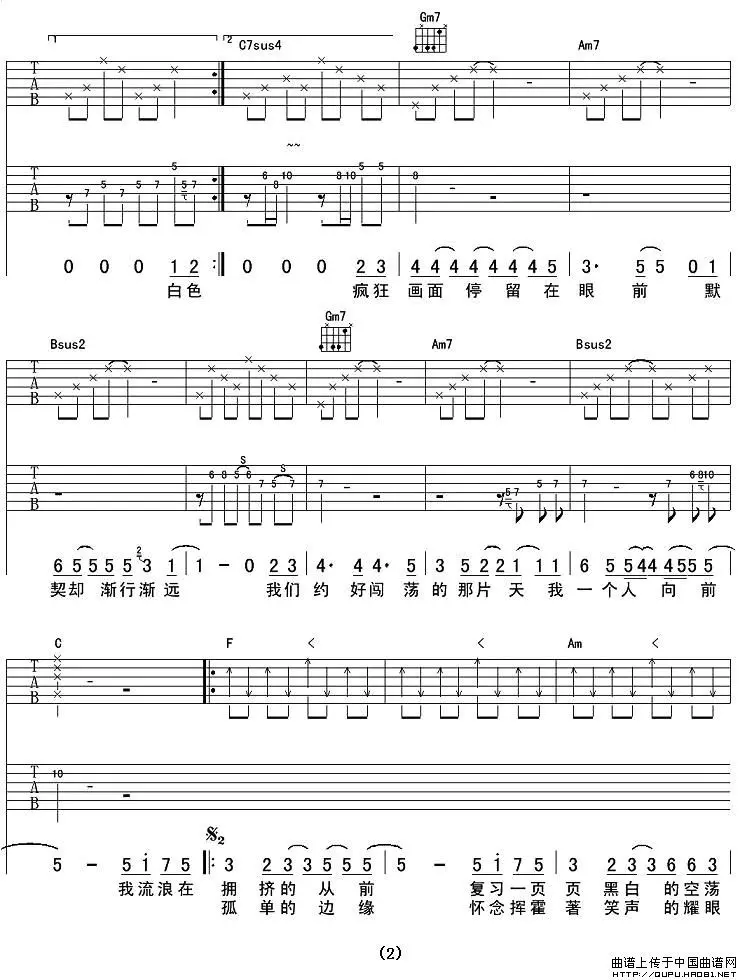 1 2 C7sus4 Gm7 Am7
T A B
T A B
7 5 5 5 7 5 5 7 6 8 10 8 10 5 5 8
0 0 0 1 2 :‖ 0 0 0 2 3 | 4 4 4 4 4 4 4 5 | 3· 5 5 0 1
白色 疯狂 画面 停留在 眼前 默
Bsus2 Gm7 Am7 Bsus2
T A B
S S
T A B
6 8 5 6 7 5 7 7 5 7 5 7 7 6 8 10
6 5 5 5 5 5 3 1 | 1 - 0 2 3 | 4· 4 4· 5 | 3 5 2 2 1 1 1 | 6 5 5 4 4 4 5 5 5
契却 渐行渐远 我们 约好闯荡的那片天我一个人向前
C F < < Am <
T A B
T A B
10
𝄋2
5 - 5 1 7 5 ‖: 3 2 3 3 5 5 5 | 5 - 5 1 7 5 | 3 2 3 3 6 6 3
我流浪在 拥挤的从前 复习一页页黑白的空荡
孤单的边缘 怀念挥霍著笑声的耀眼
(2)
曲谱上传于中国曲谱网
HTTP://QUPU.HAO81.NET